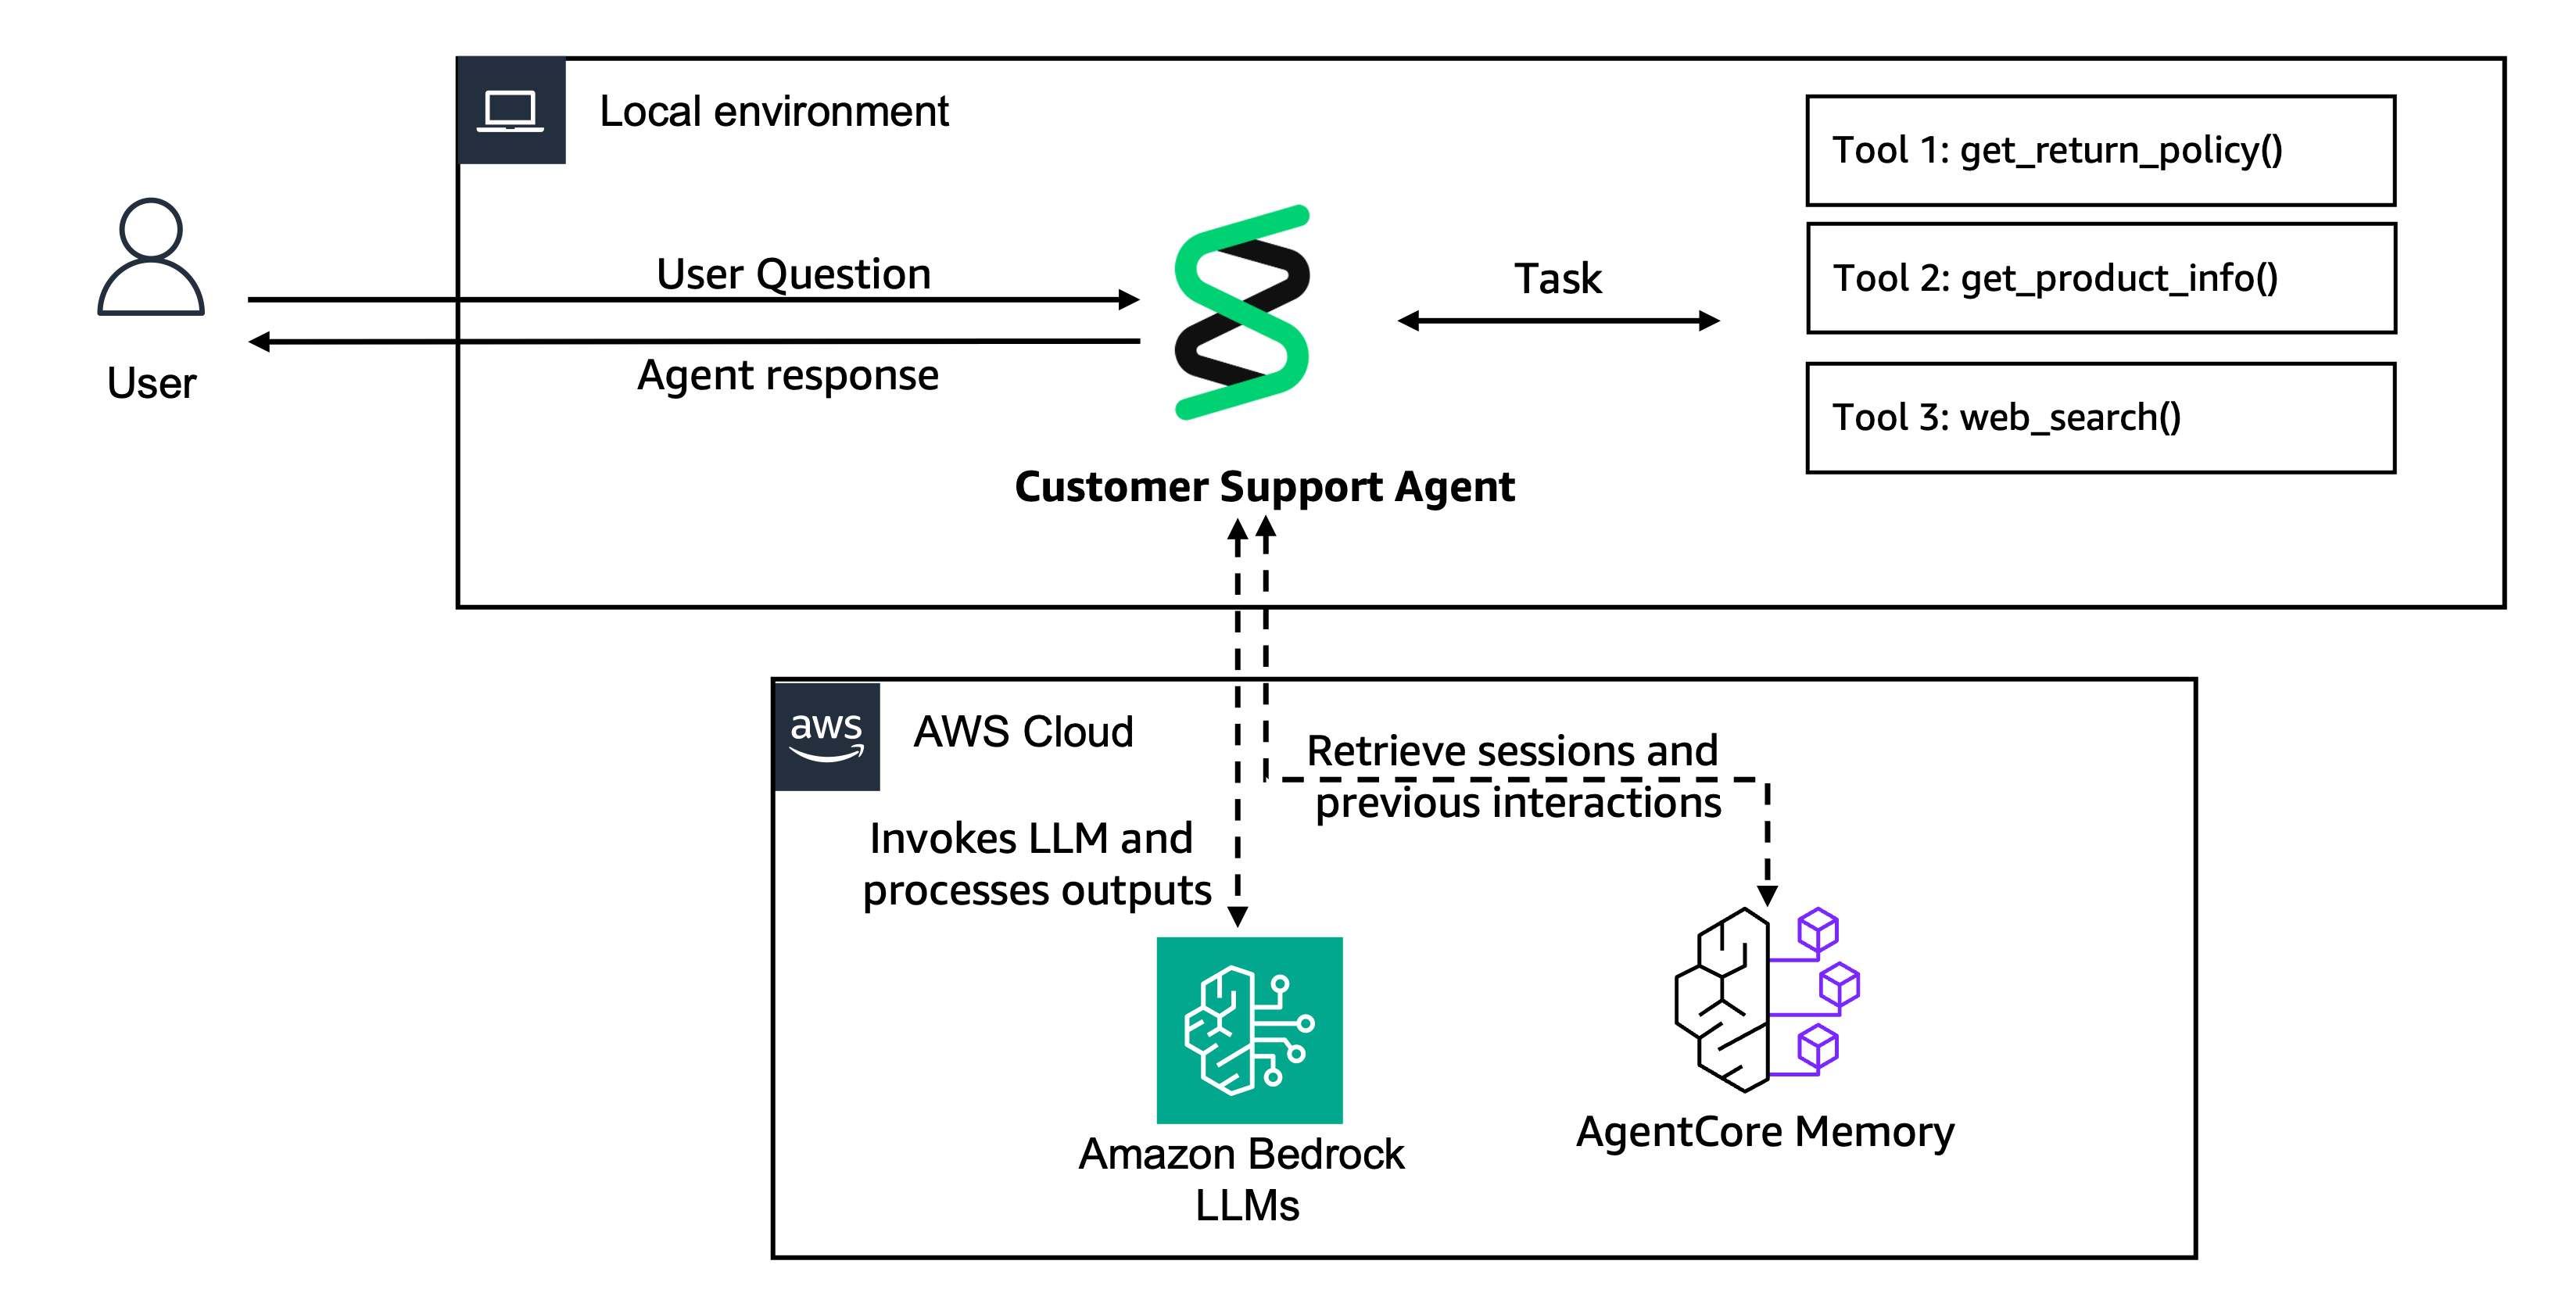 Local environment
Tool 1: get_return_policy()
Tool 2: get_product_info()
Tool 3: web_search()
User Question
Agent response
User
Task
Customer Support Agent
aws
AWS Cloud
Retrieve sessions and
previous interactions
Invokes LLM and
processes outputs
Amazon Bedrock
LLMs
AgentCore Memory